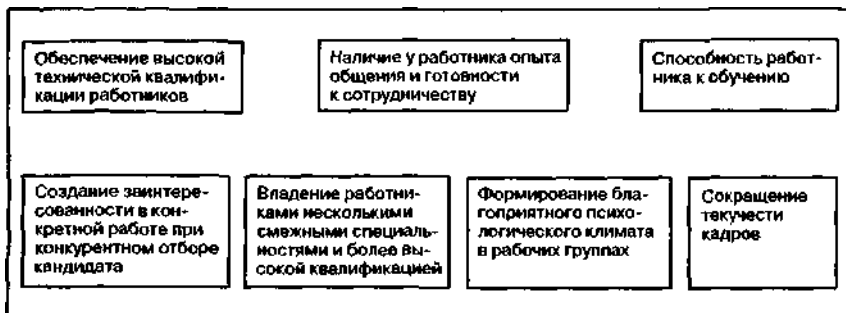 Обеспечение высокой
технической квалифи-
кации работников
Наличие у работника опыта
общения и готовности
к сотрудничеству
Способность работ-
ника к обучению
Создание заинтере-
сованности в кон-
кретной работе при
конкурентном отборе
кандидата
Владение работни-
ками несколькими
смежными специаль-
ностями и более вы-
сокой квалификацией
Формирование бла-
гоприятного психо-
логического климата
в рабочих группах
Сокращение
текучести
кадров